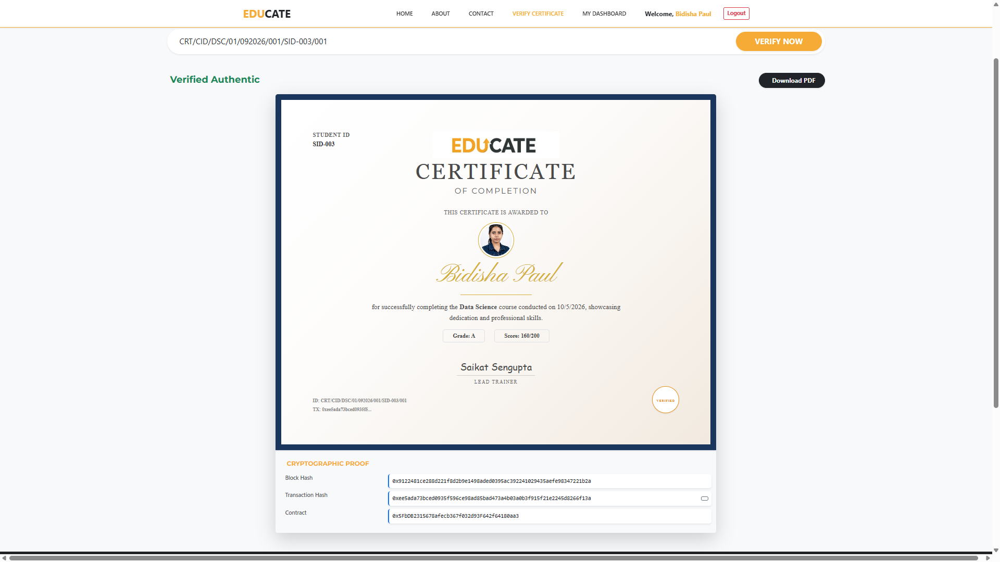 EDUCATE
HOME
ABOUT
CONTACT
VERIFY CERTIFICATE
MY DASHBOARD
Welcome, Bidisha Paul
Logout
CRT/CID/DSC/01/092026/001/SID-003/001
VERIFY NOW
Verified Authentic
Download PDF
STUDENT ID
SID-003
EDUCATE
CERTIFICATE
OF COMPLETION
THIS CERTIFICATE IS AWARDED TO
Bidisha Paul
for successfully completing the Data Science course conducted on 10/5/2026, showcasing
dedication and professional skills.
Grade: A
Score: 160/200
Saikat Sengupta
LEAD TRAINER
ID: CRT/CID/DSC/01/092026/001/SID-003/001
TX: 0xee5ada73bced0935f5...
VERIFIED
CRYPTOGRAPHIC PROOF
Block Hash
0x9122481ce288d221f8d2b9e1498aded0395ac392241029435aefe98347221b2a
Transaction Hash
0xee5ada73bced0935f596ce98ad85bad473a4b03a0b3f915f21e2245d8266f13a
Contract
0x5FbDB2315678afecb367f032d93F642f64180aa3